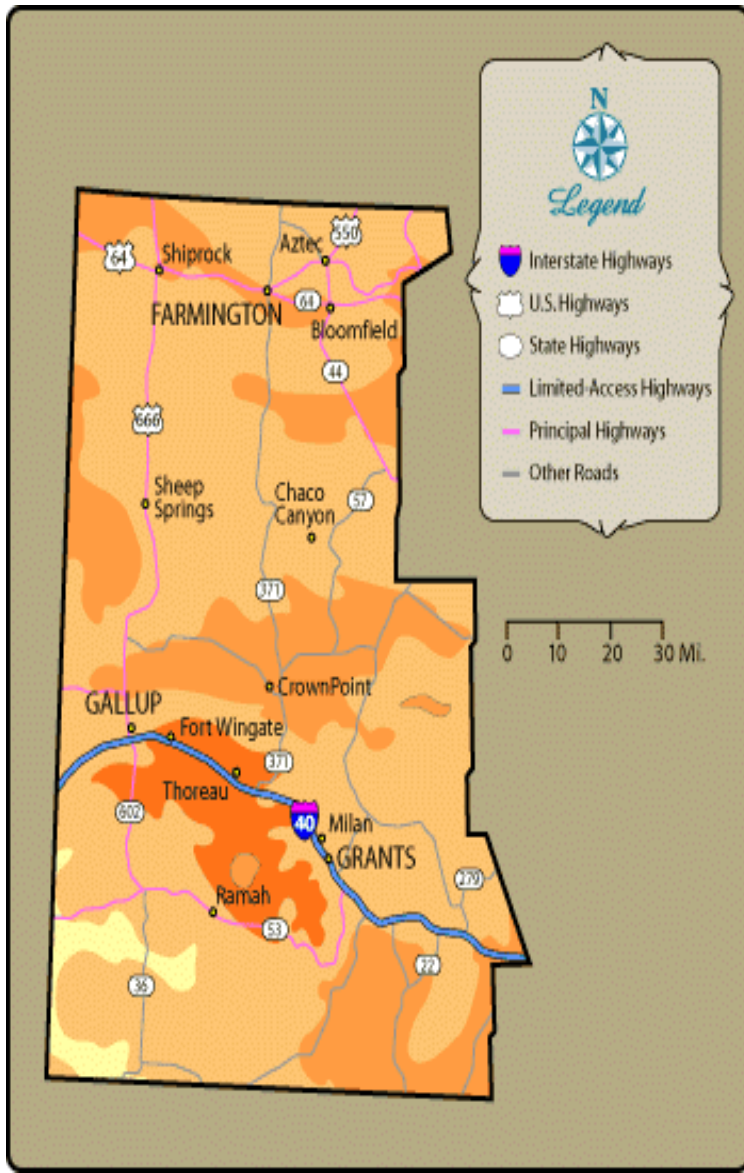 N
Legend
Interstate Highways
U.S. Highways
State Highways
Limited-Access Highways
Principal Highways
Other Roads
0 10 20 30 Mi.
550
Aztec
64
Shiprock
64
FARMINGTON
Bloomfield
44
666
Sheep
Springs
Chaco
Canyon
57
371
CrownPoint
GALLUP
Fort Wingate
371
Thoreau
602
40
Milan
GRANTS
279
Ramah
53
22
36